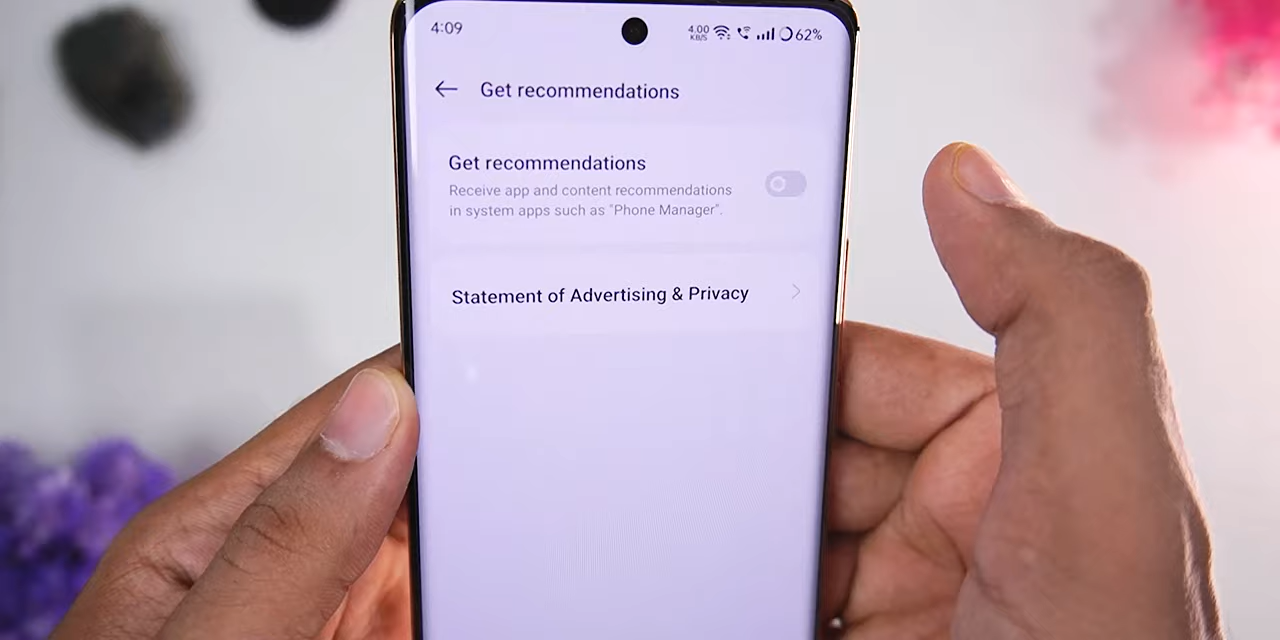 4:09
4.00
KB/S
62%
Get recommendations
Get recommendations
Receive app and content recommendations
in system apps such as "Phone Manager".
Statement of Advertising & Privacy